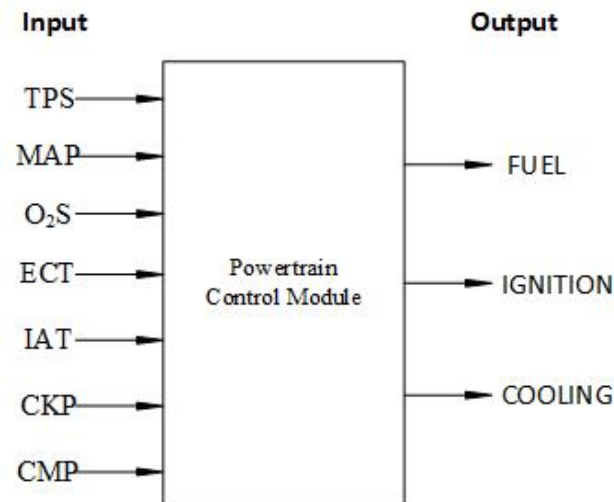 Input
Output
TPS
MAP
O₂S
ECT
IAT
CKP
CMP
Powertrain
Control Module
FUEL
IGNITION
COOLING